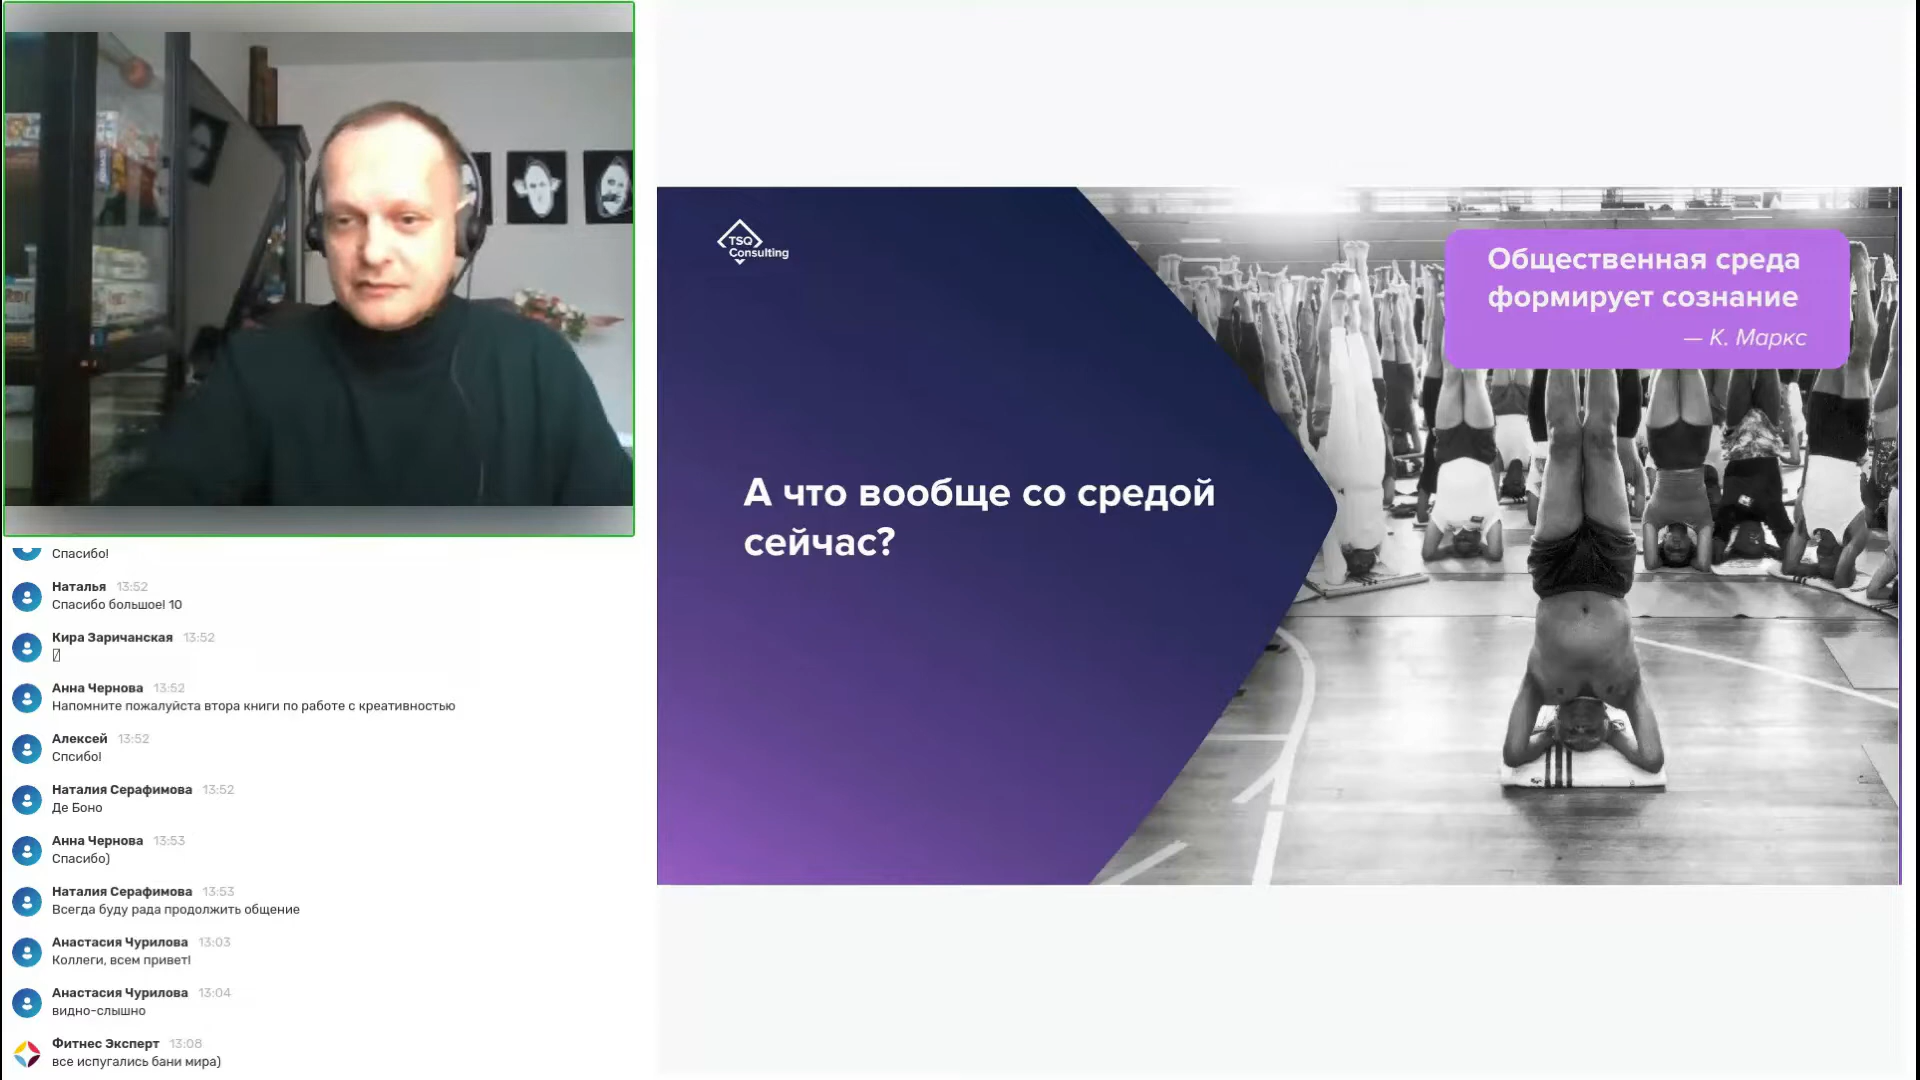 Спасибо!
Наталья 13:52
Спасибо большое! 10
Кира Заричанская 13:52
Анна Чернова 13:52
Напомните пожалуйста втора книги по работе с креативностью
Алексей 13:52
Спсибо!
Наталия Серафимова 13:52
Де Боно
Анна Чернова 13:53
Спасибо)
Наталия Серафимова 13:53
Всегда буду рада продолжить общение
Анастасия Чурилова 13:03
Коллеги, всем привет!
Анастасия Чурилова 13:04
видно-слышно
Фитнес Эксперт 13:08
все испугались бани мира)
TSQ
Consulting
А что вообще со средой
сейчас?
Общественная среда
формирует сознание
— К. Маркс